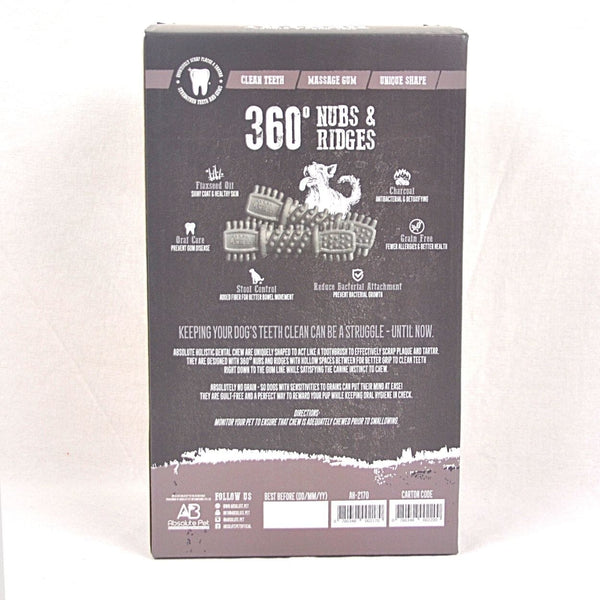 CLEAN TEETH MASSAGE GUM UNIQUE SHAPE
360° NUBS &
RIDGES
Flaxseed Oil
SHINY COAT & HEALTHY SKIN
Charcoal
ANTIBACTERIAL & DETOXIFYING
Oral Care
PREVENT GUM DISEASE
Grain Free
FEWER ALLERGIES & BETTER HEALTH
Stool Control
ADDED FIBER FOR BETTER BOWEL MOVEMENT
Reduce Bacterial Attachment
PREVENT BACTERIAL GROWTH
KEEPING YOUR DOG'S TEETH CLEAN CAN BE A STRUGGLE - UNTIL NOW.
ABSOLUTE HOLISTIC DENTAL CHEW ARE UNIQUELY SHAPED TO ACT LIKE A TOOTHBRUSH TO EFFECTIVELY SCRAP PLAQUE AND TARTAR.
THEY ARE DESIGNED WITH 360° NUBS AND RIDGES WITH HOLLOW SPACES BETWEEN FOR BETTER GRIP TO CLEAN TEETH
RIGHT DOWN TO THE GUM LINE WHILE SATISFYING THE CANINE INSTINCT TO CHEW.
ABSOLUTELY NO GRAIN - SO DOGS WITH SENSITIVITIES TO GRAINS CAN PUT THEIR MIND AT EASE!
THEY ARE GUILT-FREE AND A PERFECT WAY TO REWARD YOUR PUP WHILE KEEPING ORAL HYGIENE IN CHECK.
DIRECTIONS:
MONITOR YOUR PET TO ENSURE THAT CHEW IS ADEQUATELY CHEWED PRIOR TO SWALLOWING.
AB
Absolute Pet
FOLLOW US
BEST BEFORE (DD/MM/YY)
AH-2170
CARTON CODE